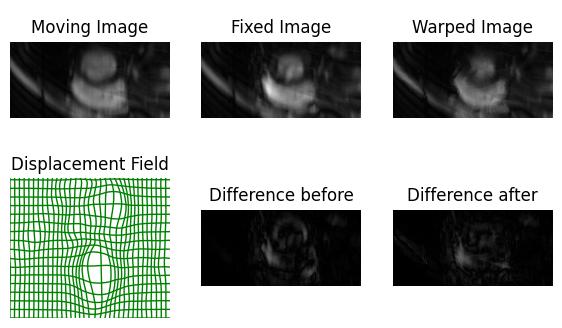 Moving Image
Fixed Image
Warped Image
Displacement Field
Difference before
Difference after